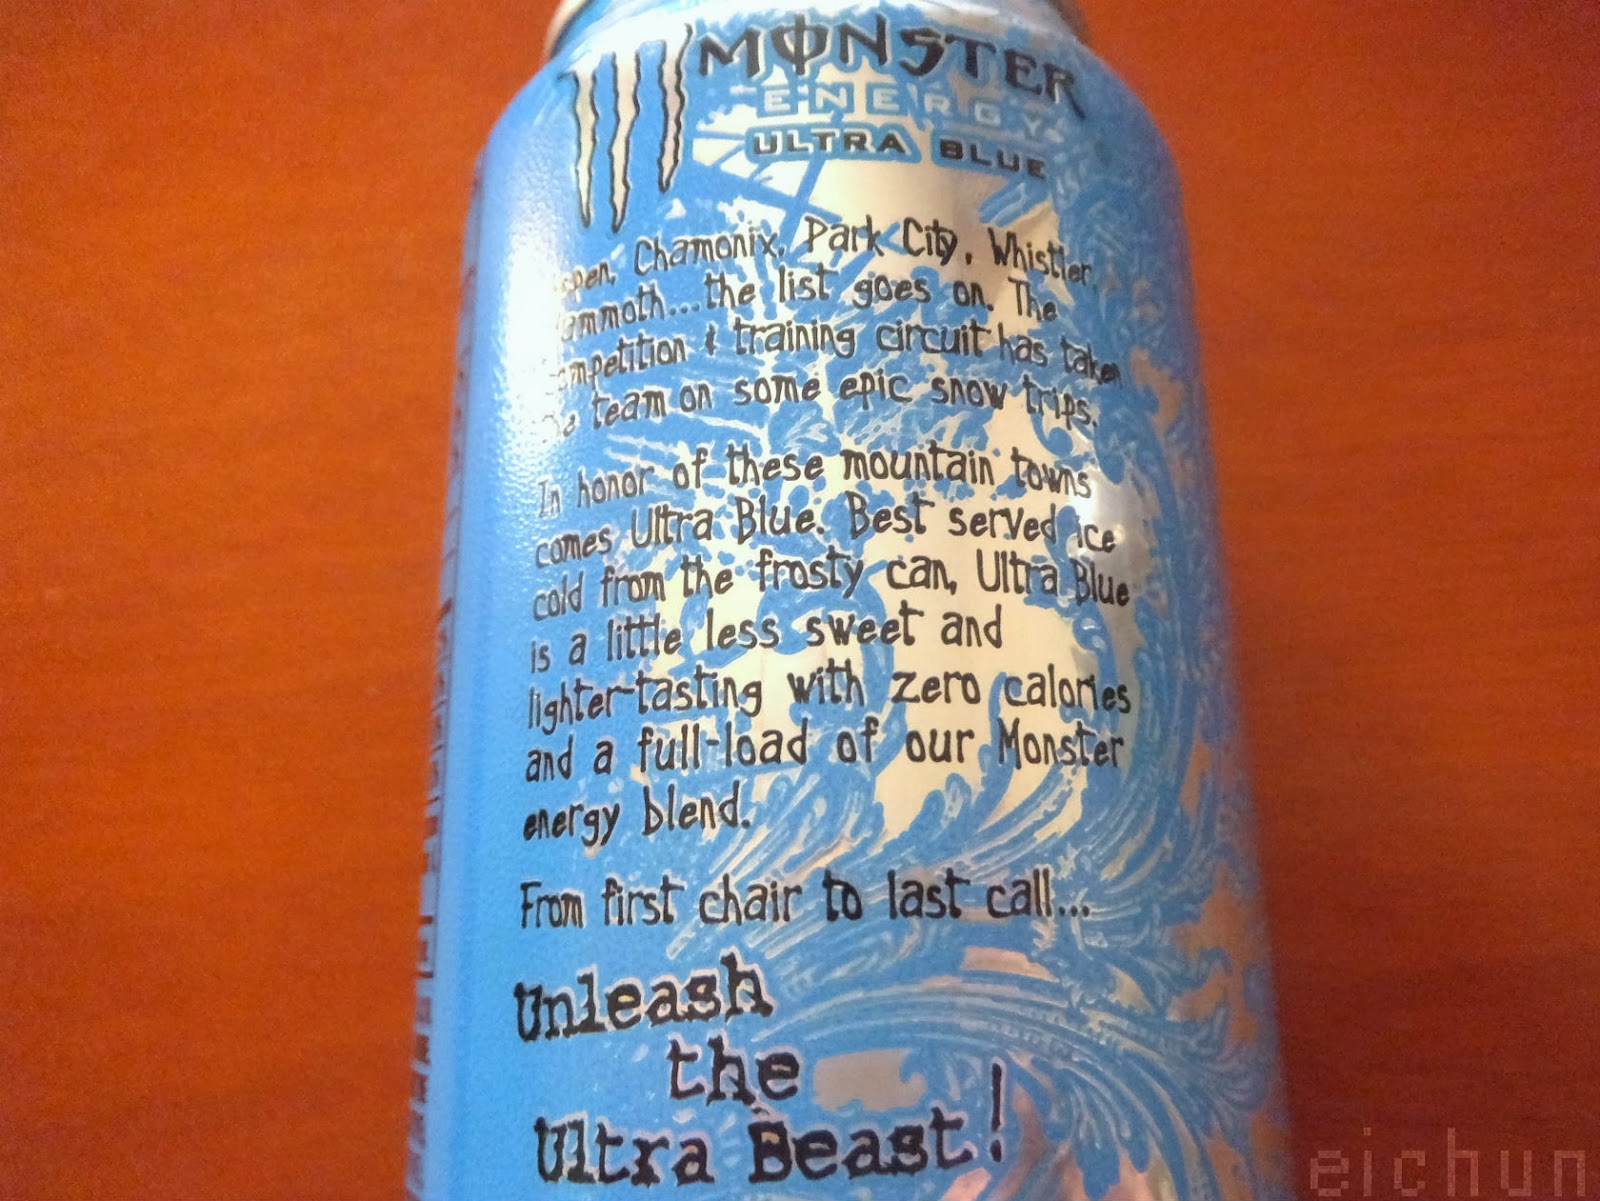 MONSTER
ENERGY
ULTRA BLUE
Chamonix, Park City, Whistler,
the list goes on. The
& training circuit has taken
team on some epic snow trips.
In honor of these mountain towns
comes Ultra Blue. Best served ice
cold from the frosty can, Ultra Blue
is a little less sweet and
lighter-tasting with zero calories
and a full-load of our Monster
energy blend.
From first chair to last call...
Unleash
the
Ultra Beast!
eichun